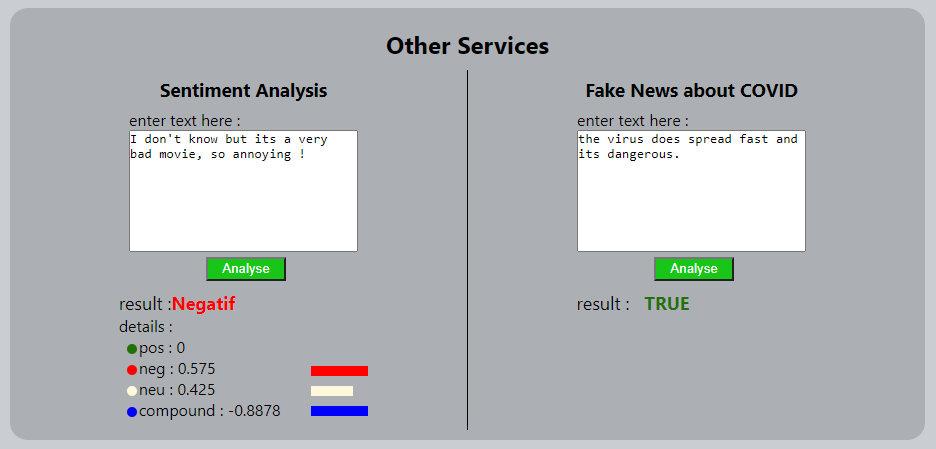 Other Services
Sentiment Analysis
enter text here :
I don't know but its a very
bad movie, so annoying !
Analyse
result :Negatif
details :
pos : 0
neg : 0.575
neu : 0.425
compound : -0.8878
Fake News about COVID
enter text here :
the virus does spread fast and
its dangerous.
Analyse
result : TRUE